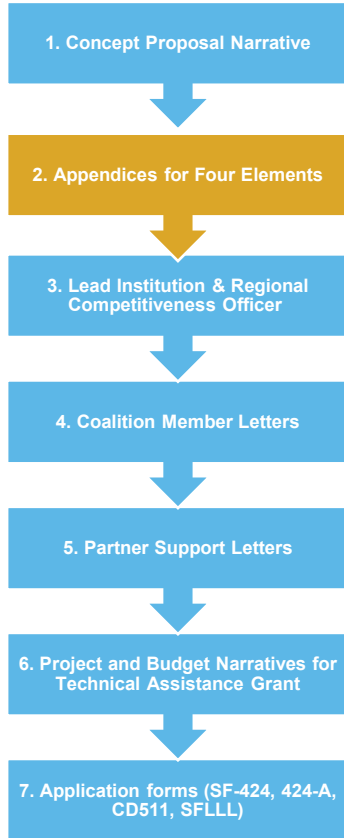 1. Concept Proposal Narrative
2. Appendices for Four Elements
3. Lead Institution & Regional
Competitiveness Officer
4. Coalition Member Letters
5. Partner Support Letters
6. Project and Budget Narratives for
Technical Assistance Grant
7. Application forms (SF-424, 424-A,
CD511, SFLLL)